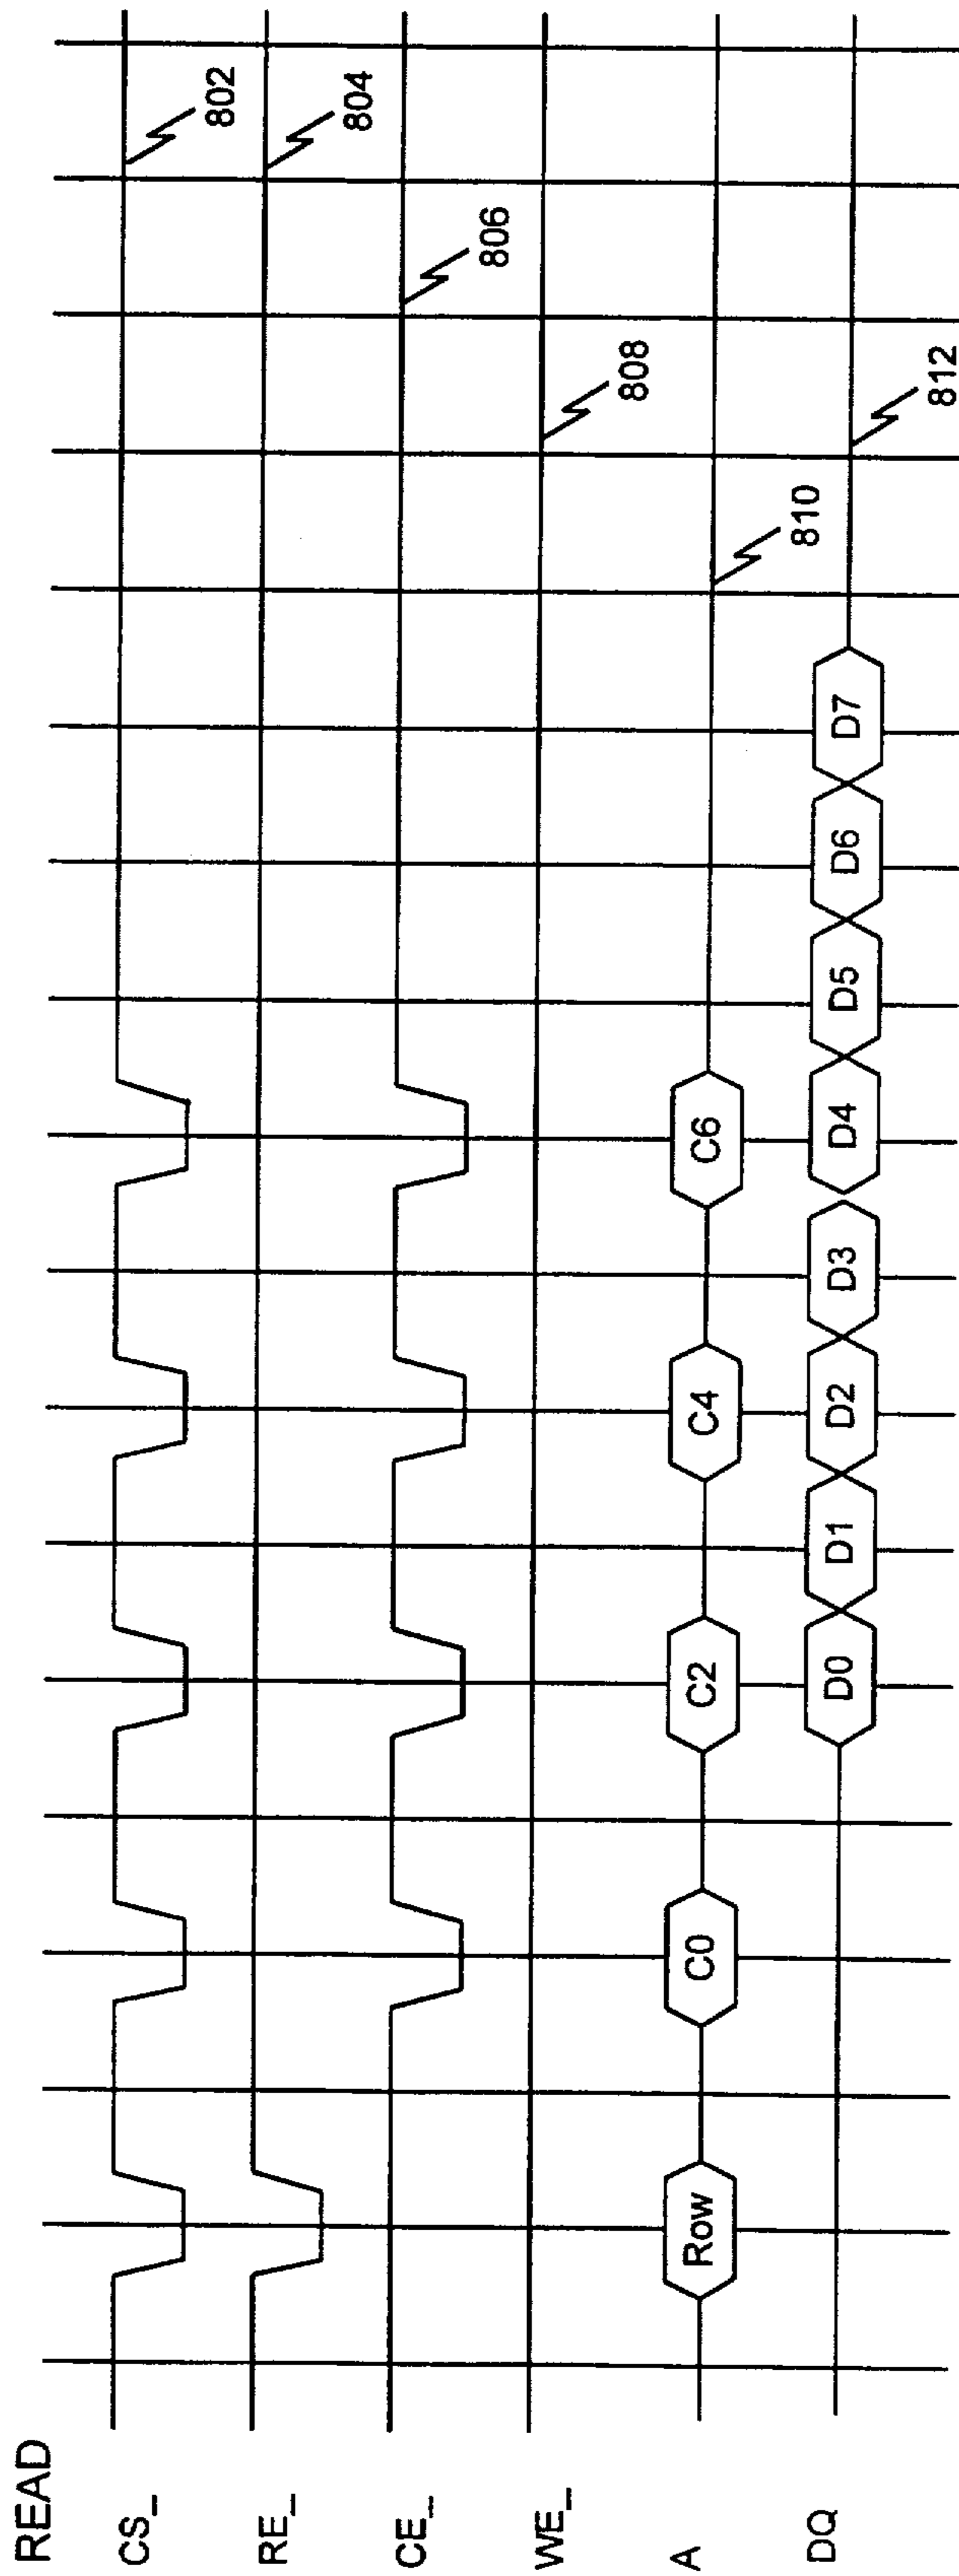 READ
CS_
802
RE_
804
CE_
806
WE_
808
A
Row
C0
C2
C4
C6
810
DQ
D0
D1
D2
D3
D4
D5
D6
D7
812